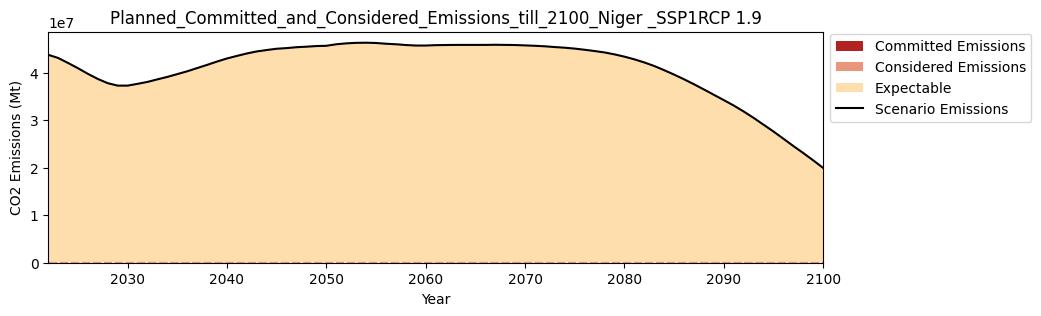 Planned_Committed_and_Considered_Emissions_till_2100_Niger _SSP1RCP 1.9
1e7
CO2 Emissions (Mt)
4
3
2
1
0
2030 2040 2050 2060 2070 2080 2090 2100
Year
Committed Emissions
Considered Emissions
Expectable
Scenario Emissions